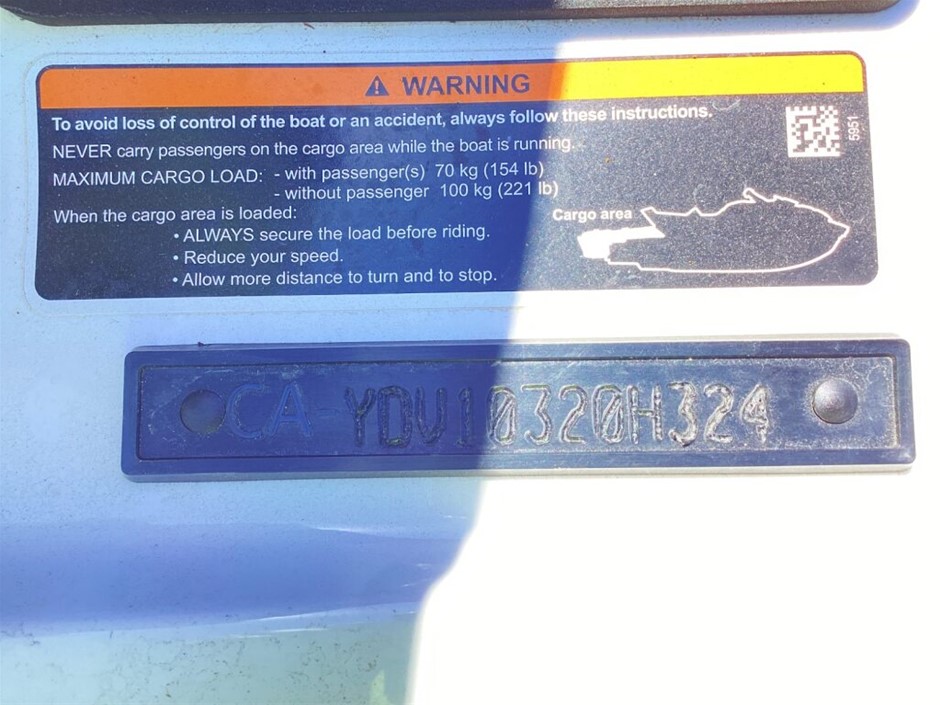 WARNING
To avoid loss of control of the boat or an accident, always follow these instructions.
NEVER carry passengers on the cargo area while the boat is running.
MAXIMUM CARGO LOAD: - with passenger(s) 70 kg (154 lb)
- without passenger 100 kg (221 lb)
When the cargo area is loaded:
• ALWAYS secure the load before riding.
• Reduce your speed.
• Allow more distance to turn and to stop.
Cargo area
5951
CA-YDV10320H324